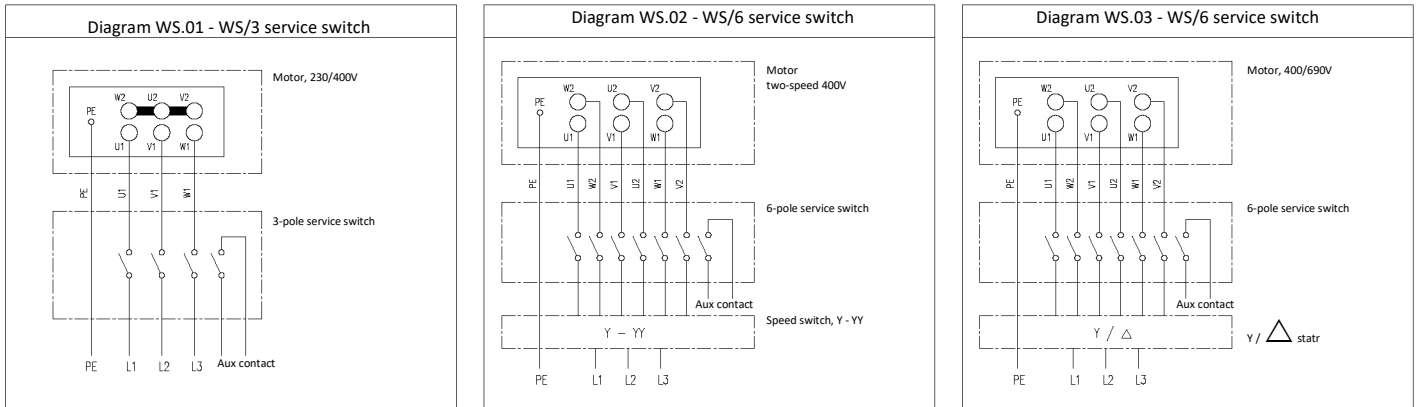 Diagram WS.01 - WS/3 service switch
Motor, 230/400V
W2 U2 V2
PE
U1 V1 W1
PE U1 V1 W1
3-pole service switch
Aux contact
PE L1 L2 L3
Diagram WS.02 - WS/6 service switch
Motor
two-speed 400V
W2 U2 V2
PE
U1 V1 W1
PE U1 W2 V1 U2 W1 V2
6-pole service switch
Aux contact
Speed switch, Y - YY
Y - YY
PE L1 L2 L3
Diagram WS.03 - WS/6 service switch
Motor, 400/690V
W2 U2 V2
PE
U1 V1 W1
PE U1 W2 V1 U2 W1 V2
6-pole service switch
Aux contact
Y / △
Y / △ statr
PE L1 L2 L3